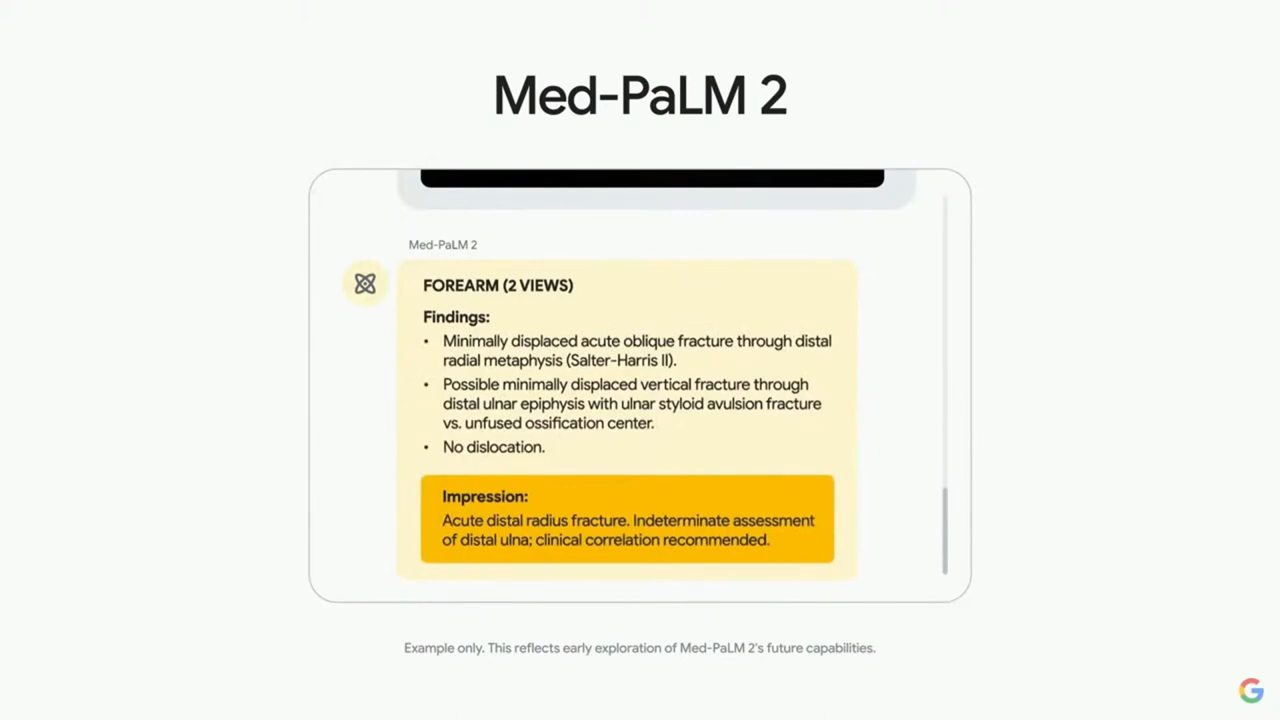 Med-PaLM 2
Med-PaLM 2
FOREARM (2 VIEWS)
Findings:
• Minimally displaced acute oblique fracture through distal
radial metaphysis (Salter-Harris II).
• Possible minimally displaced vertical fracture through
distal ulnar epiphysis with ulnar styloid avulsion fracture
vs. unfused ossification center.
• No dislocation.
Impression:
Acute distal radius fracture. Indeterminate assessment
of distal ulna; clinical correlation recommended.
Example only. This reflects early exploration of Med-PaLM 2's future capabilities.